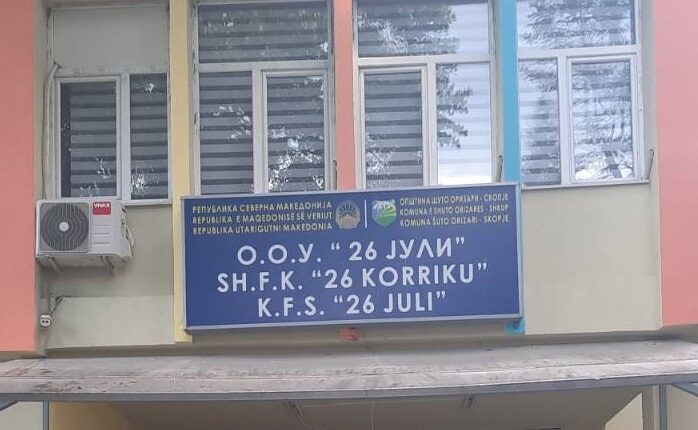 VIVAX
РЕПУБЛИКА СЕВЕРНА МАКЕДОНИЈА
REPUBLIKA E MAQEDONISË SË VERIUT
REPUBLIKA UTARIGUTNI MAKEDONIA
ОПШТИНА ШУТО ОРИЗАРИ - СКОПЈЕ
KOMUNA E SHUTO ORIZARES - SHKUP
KOMUNA ŠUTO ORIZARI - SKOPJE
О.О.У. “ 26 ЈУЛИ”
SH.F.K. “26 KORRIKU”
K.F.S. “26 JULI”